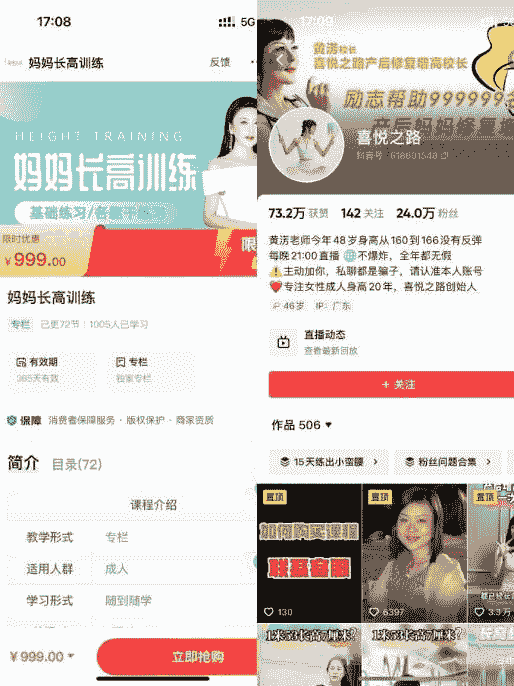 17:08
5G
妈妈长高训练
反馈
HEIGHT TRAINING
妈妈长高训练
限时优惠
¥999.00
妈妈长高训练
专栏 已更72节 | 1005人已学习
有效期
365天有效
专栏
独家专栏
保障 消费者保障服务 · 版权保护 · 商家资质
简介 目录(72)
课程介绍
教学形式 专栏
适用人群 成人
学习形式 随到随学
¥999.00
立即抢购
17:09
校长
喜悦之路产后修复增高校长
励志帮助999999名
产后妈妈修复
喜悦之路
抖音号
73.2万 获赞 142 关注 24.0万 粉丝
今年48岁身高从160到166没有反弹
每晚21:00直播 不爆炸，全年都无假
主动加你，私聊都是骗子，请认准本人账号
专注女性成人身高20年，喜悦之路创始人
46岁 IP：广东
直播动态
查看最新回放
+ 关注
作品 506
15天练出小蛮腰
粉丝问题合集
置顶
置顶
置顶
如何购买课程
联系客服
130
6397
3.3万
1米53长高7厘米?
1米53长高7厘米?